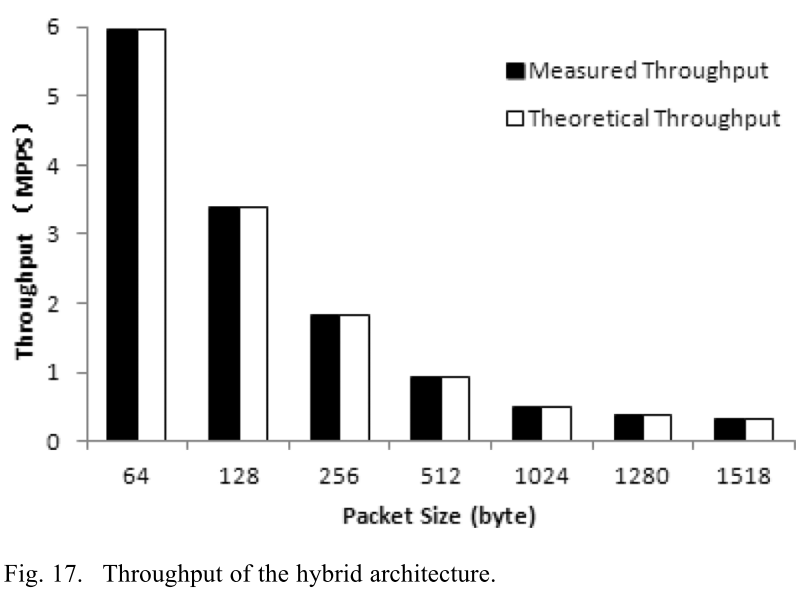 6
5
4
3
2
1
0
Throughput ( MPPS )
Measured Throughput
Theoretical Throughput
64 128 256 512 1024 1280 1518
Packet Size (byte)
Fig. 17. Throughput of the hybrid architecture.